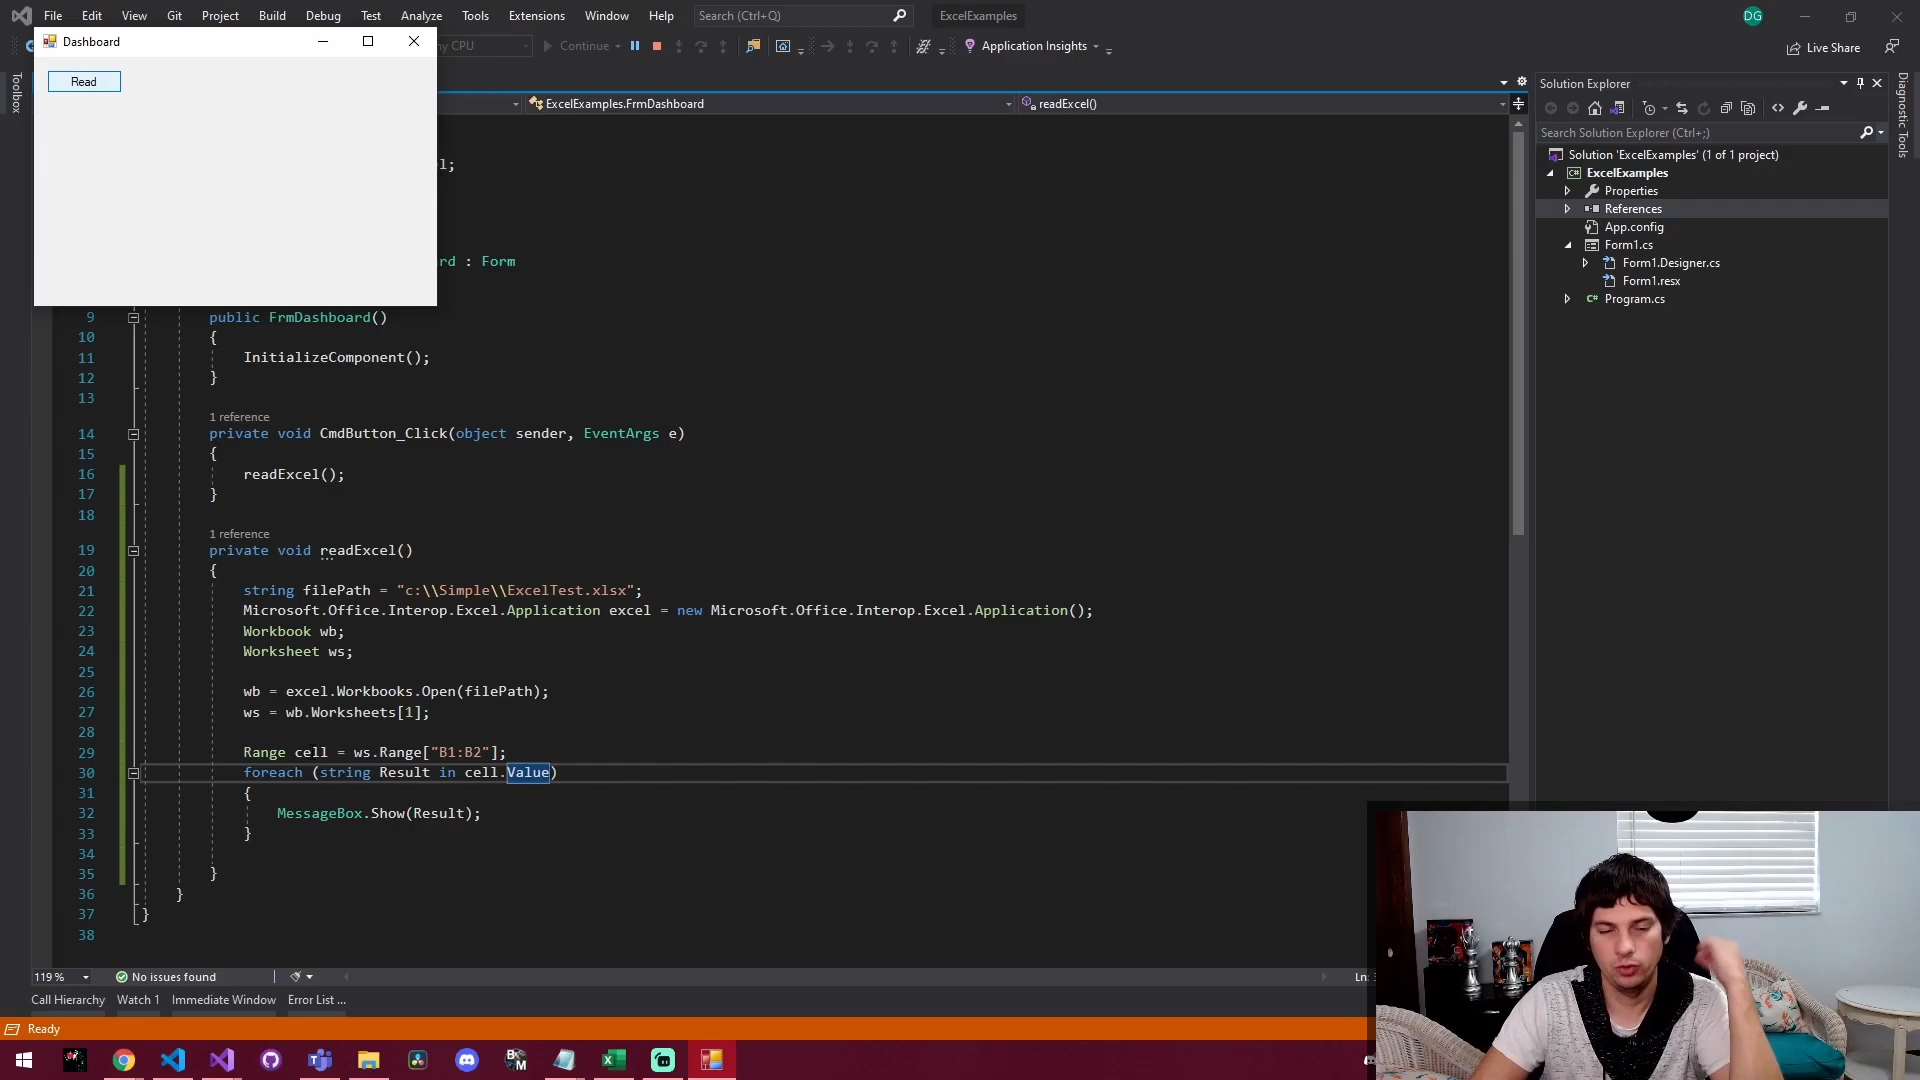 File Edit View Git Project Build Debug Test Analyze Tools Extensions Window Help Search (Ctrl+Q) ExcelExamples DG
Dashboard
CPU Continue Application Insights Live Share
Read
Toolbox
ExcelExamples.FrmDashboard readExcel()
l;
rd : Form
9 public FrmDashboard()
10 {
11 InitializeComponent();
12 }
13
1 reference
14 private void CmdButton_Click(object sender, EventArgs e)
15 {
16 readExcel();
17 }
18
1 reference
19 private void readExcel()
20 {
21 string filePath = "c:\\Simple\\ExcelTest.xlsx";
22 Microsoft.Office.Interop.Excel.Application excel = new Microsoft.Office.Interop.Excel.Application();
23 Workbook wb;
24 Worksheet ws;
25
26 wb = excel.Workbooks.Open(filePath);
27 ws = wb.Worksheets[1];
28
29 Range cell = ws.Range["B1:B2"];
30 foreach (string Result in cell.Value)
31 {
32 MessageBox.Show(Result);
33 }
34
35 }
36 }
37 }
38
119 % No issues found Ln:
Call Hierarchy Watch 1 Immediate Window Error List ...
Ready
Solution Explorer
Search Solution Explorer (Ctrl+;)
Solution 'ExcelExamples' (1 of 1 project)
C# ExcelExamples
Properties
References
App.config
Form1.cs
Form1.Designer.cs
Form1.resx
C# Program.cs
Diagnostic Tools